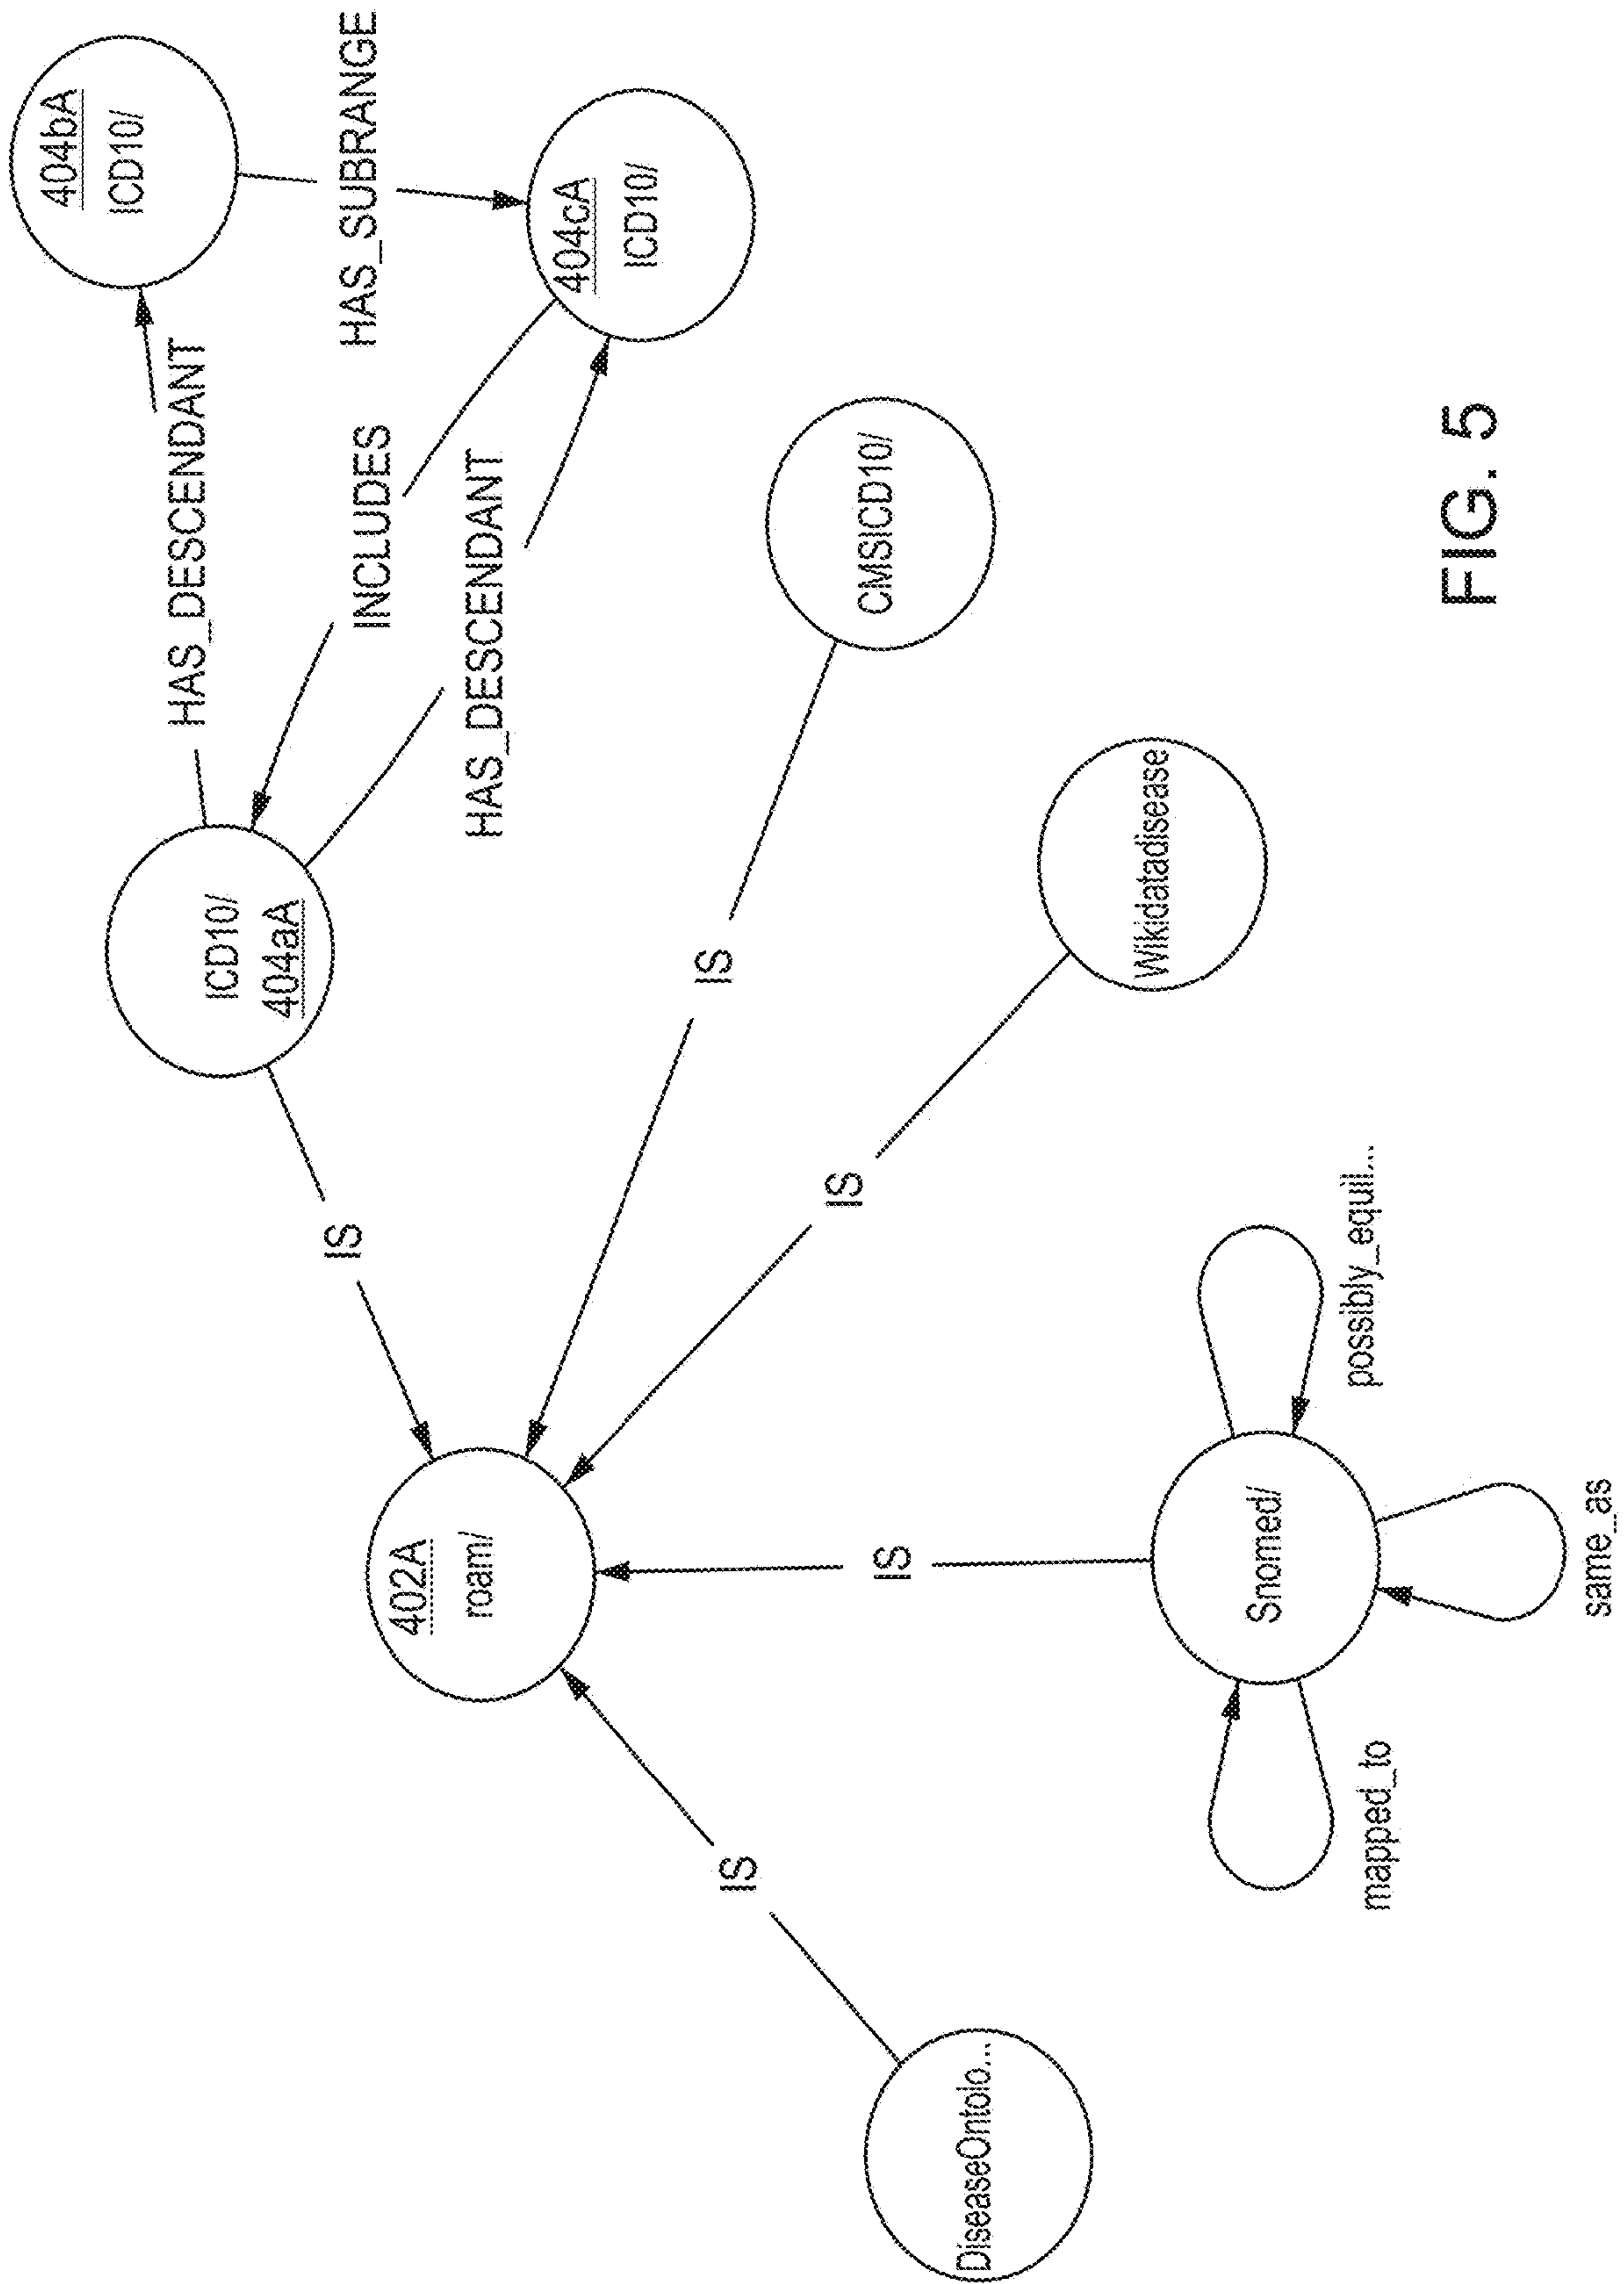 404bA
ICD10/
HAS_DESCENDANT
HAS_SUBRANGE
404cA
ICD10/
INCLUDES
HAS_DESCENDANT
ICD10/
404aA
CMSICD10/
IS
IS
Wikidatadisease
IS
402A
roam/
IS
Snomed/
possibly_equil...
same_as
mapped_to
IS
DiseaseOntolo...
FIG. 5